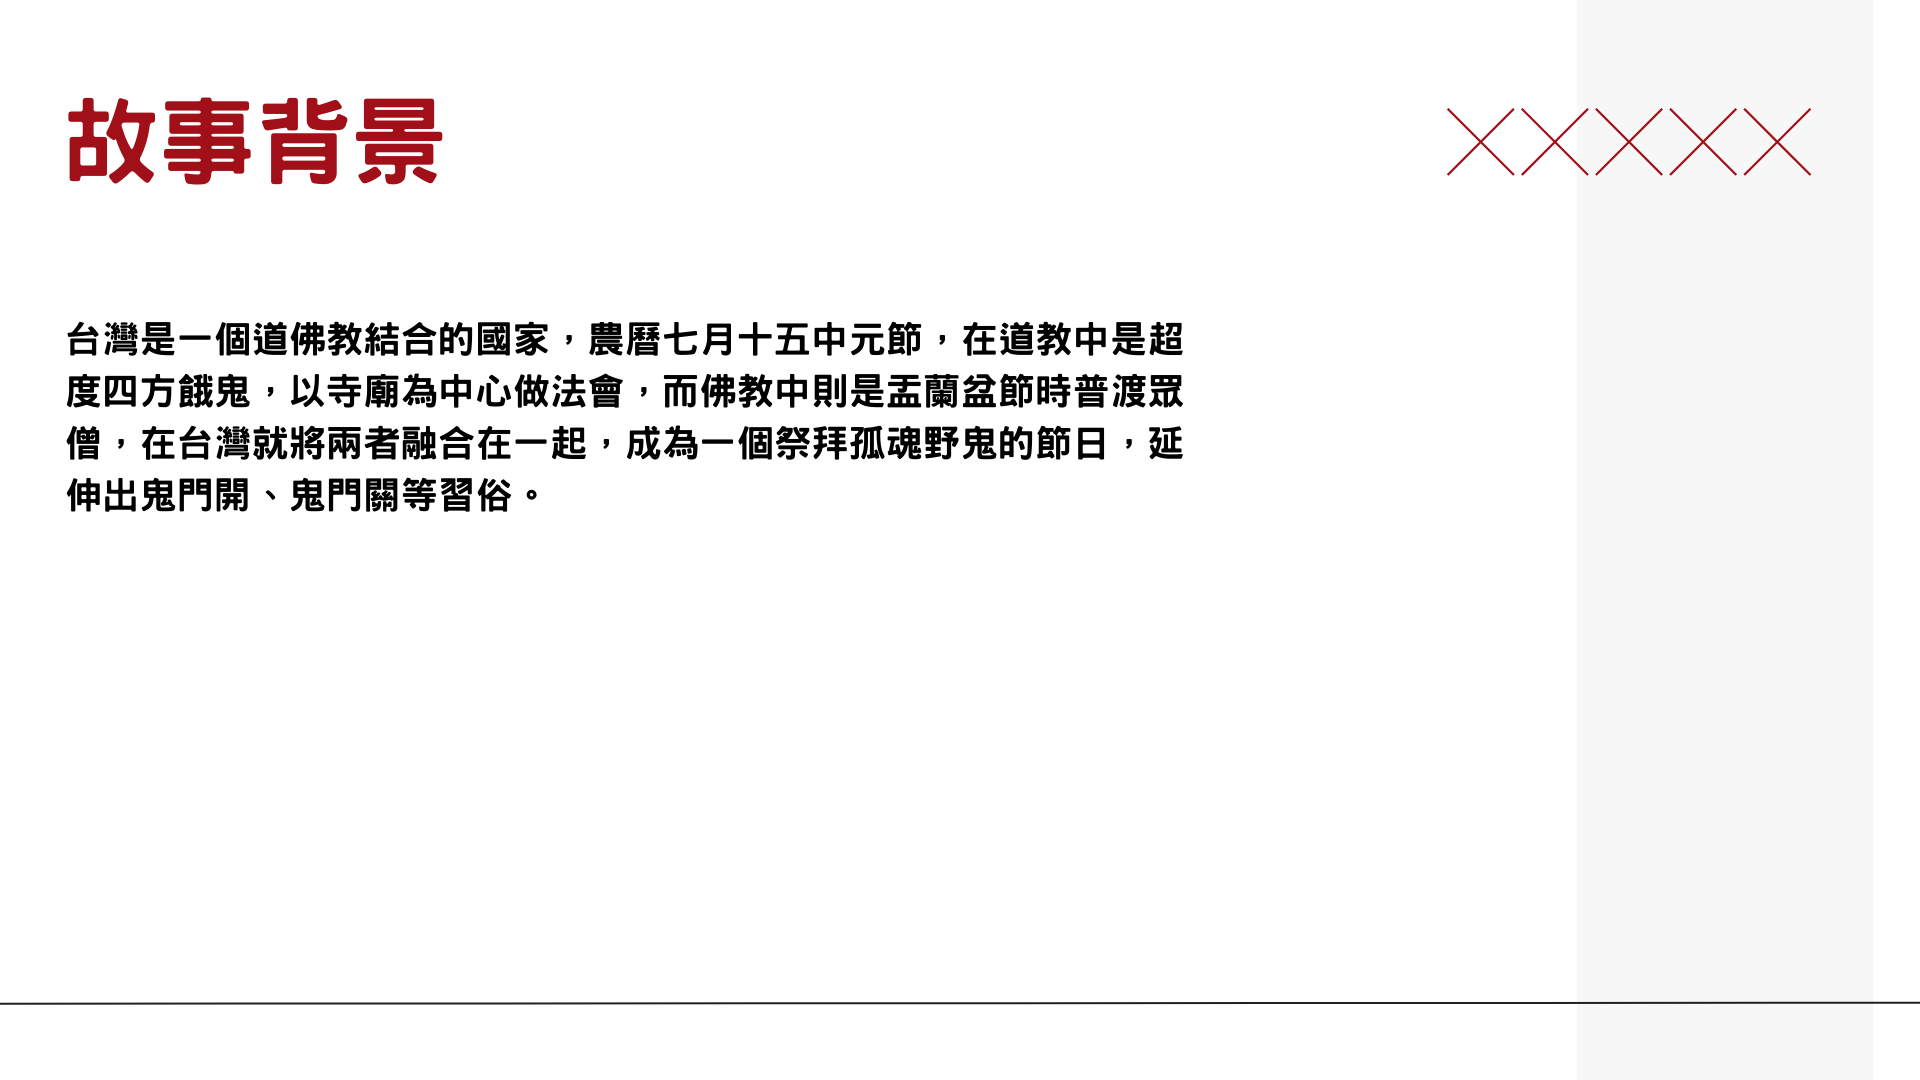 故事背景
台灣是一個道佛教結合的國家，農曆七月十五中元節，在道教中是超
度四方餓鬼，以寺廟為中心做法會，而佛教中則是盂蘭盆節時普渡眾
僧，在台灣就將兩者融合在一起，成為一個祭拜孤魂野鬼的節日，延
伸出鬼門開、鬼門關等習俗。